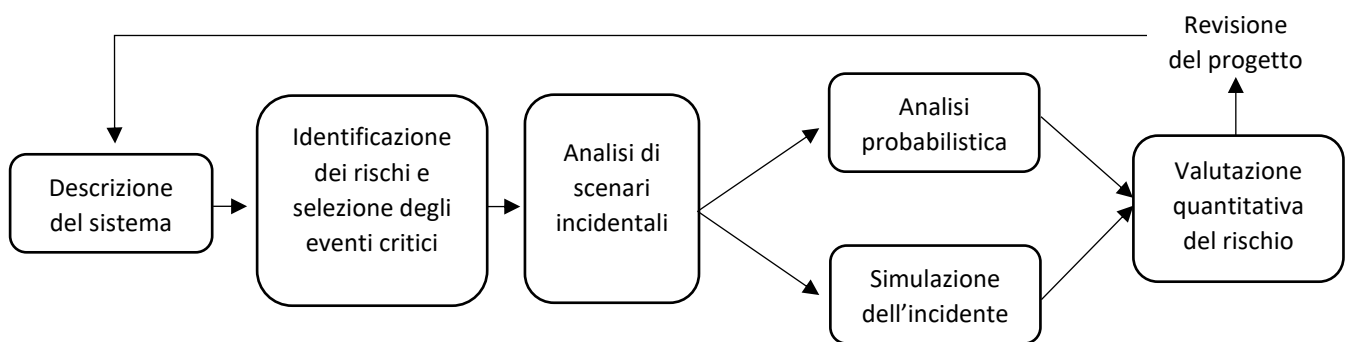 Revisione
del progetto
Descrizione
del sistema
Identificazione
dei rischi e
selezione degli
eventi critici
Analisi di
scenari
incidentali
Analisi
probabilistica
Simulazione
dell’incidente
Valutazione
quantitativa
del rischio